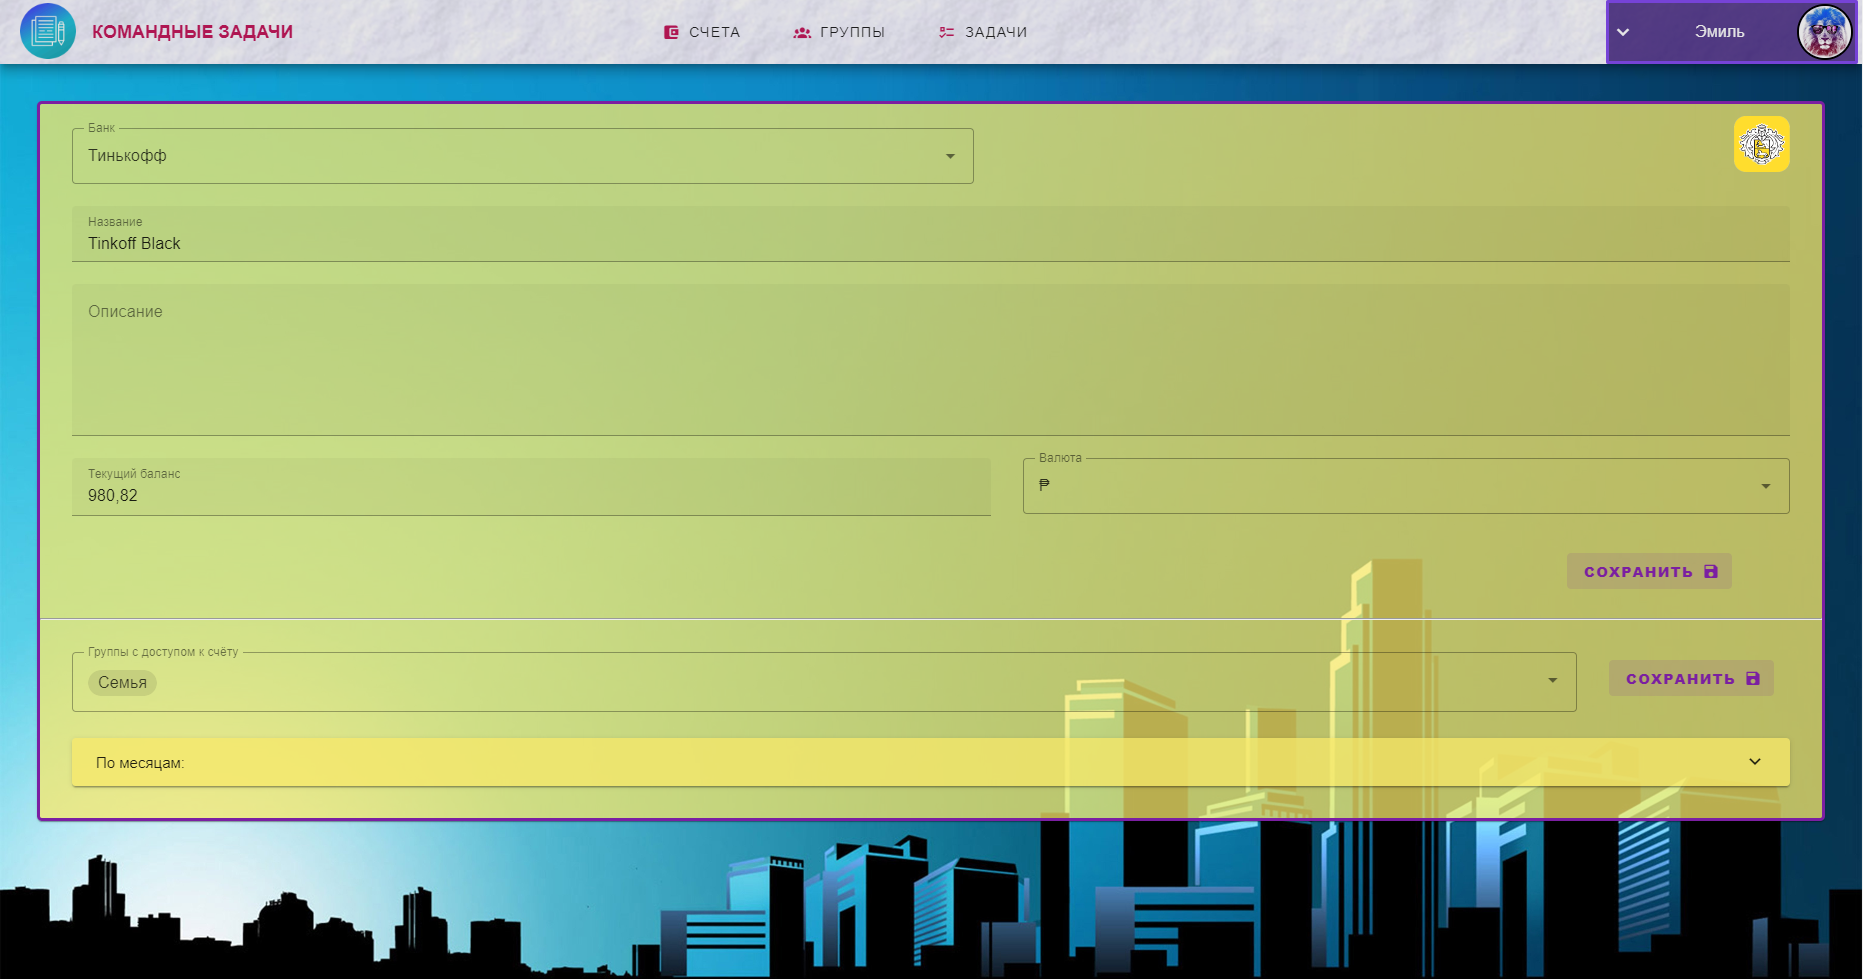 КОМАНДНЫЕ ЗАДАЧИ
СЧЕТА
ГРУППЫ
ЗАДАЧИ
Эмиль
Банк
Тинькофф
Название
Tinkoff Black
Описание
Текущий баланс
980,82
Валюта
₱
СОХРАНИТЬ
Группы с доступом к счёту
Семья
СОХРАНИТЬ
По месяцам: